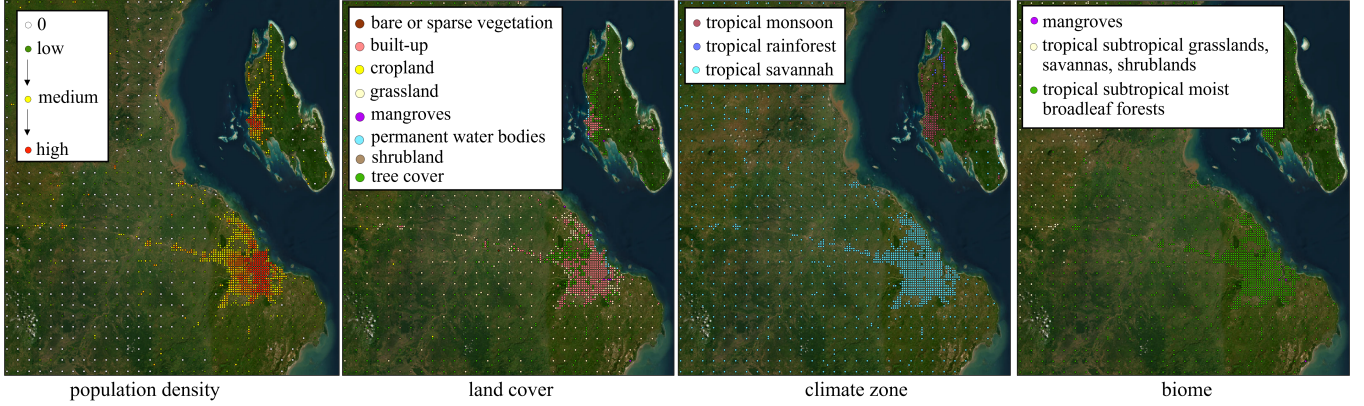 0
low
medium
high
population density
bare or sparse vegetation
built-up
cropland
grassland
mangroves
permanent water bodies
shrubland
tree cover
land cover
tropical monsoon
tropical rainforest
tropical savannah
climate zone
mangroves
tropical subtropical grasslands,
savannas, shrublands
tropical subtropical moist
broadleaf forests
biome